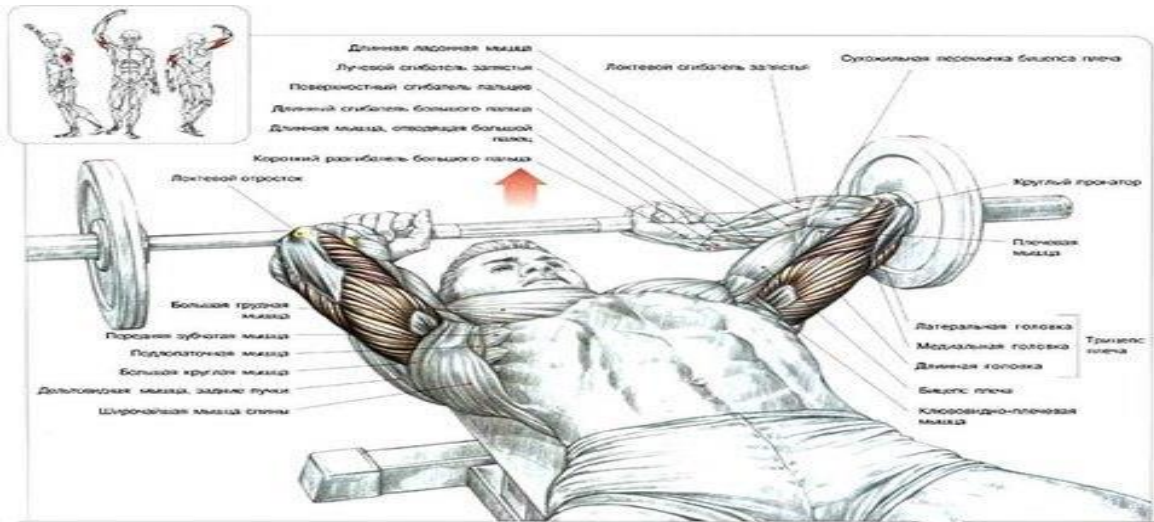 Длинная ладонная мышца
Лучевой сгибатель запястья
Поверхностный сгибатель пальцев
Длинный сгибатель большого пальца
Длинная мышца, отводящая большой
палец
Короткий разгибатель большого пальца
Локтевой отросток
Локтевой сгибатель запястья
Сухожильная перемычка бицепса плеча
Круглый пронатор
Плечевая
мышца
Большая грудная
мышца
Передняя зубчатая мышца
Подлопаточная мышца
Большая круглая мышца
Дельтовидная мышца, задние пучки
Широчайшая мышца спины
Латеральная головка
Медиальная головка
Длинная головка
Трицепс
плеча
Бицепс плеча
Клювовидно-плечевая
мышца